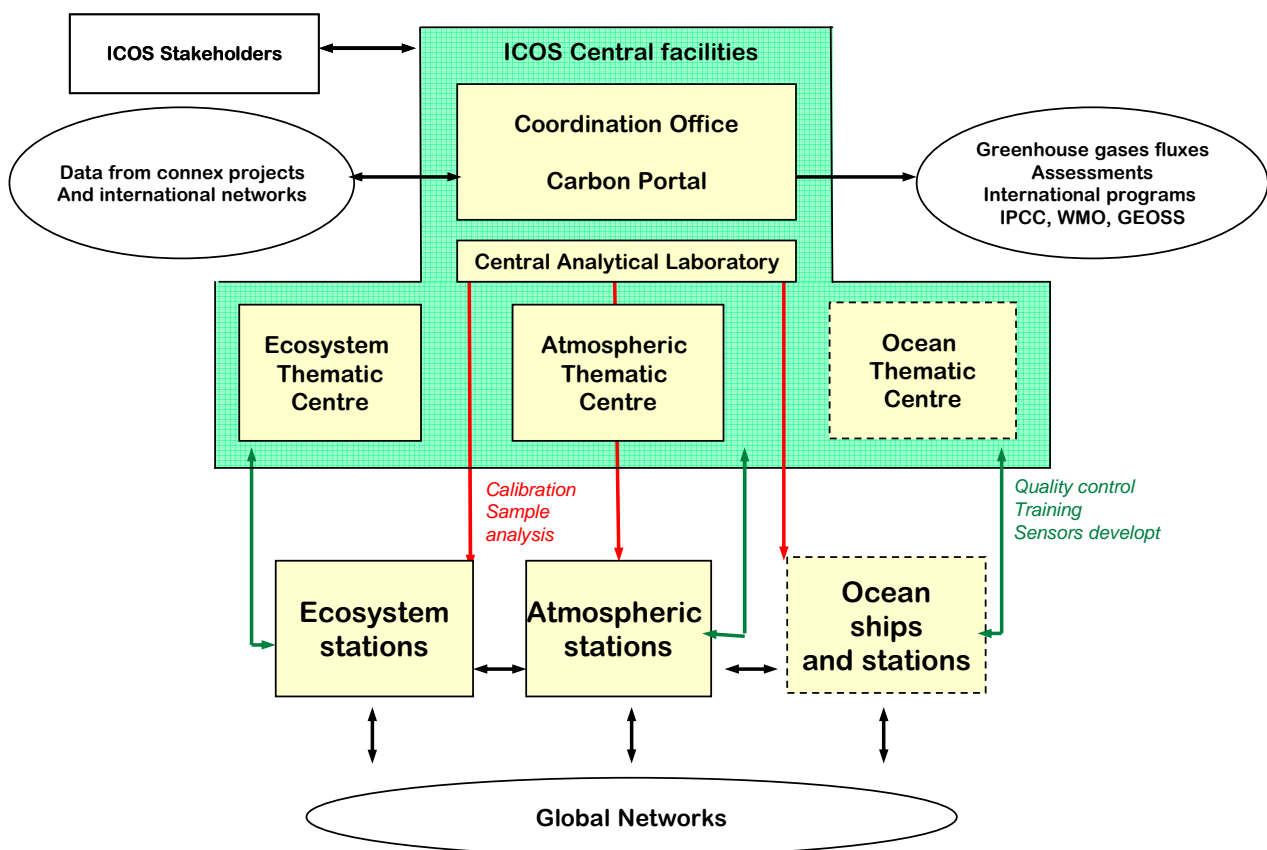 ICOS Stakeholders
ICOS Central facilities
Coordination Office
Carbon Portal
Data from connex projects
And international networks
Greenhouse gases fluxes
Assessments
International programs
IPCC, WMO, GEOSS
Central Analytical Laboratory
Ecosystem
Thematic
Centre
Atmospheric
Thematic
Centre
Ocean
Thematic
Centre
Calibration
Sample
analysis
Quality control
Training
Sensors developt
Ecosystem
stations
Atmospheric
stations
Ocean
ships
and stations
Global Networks